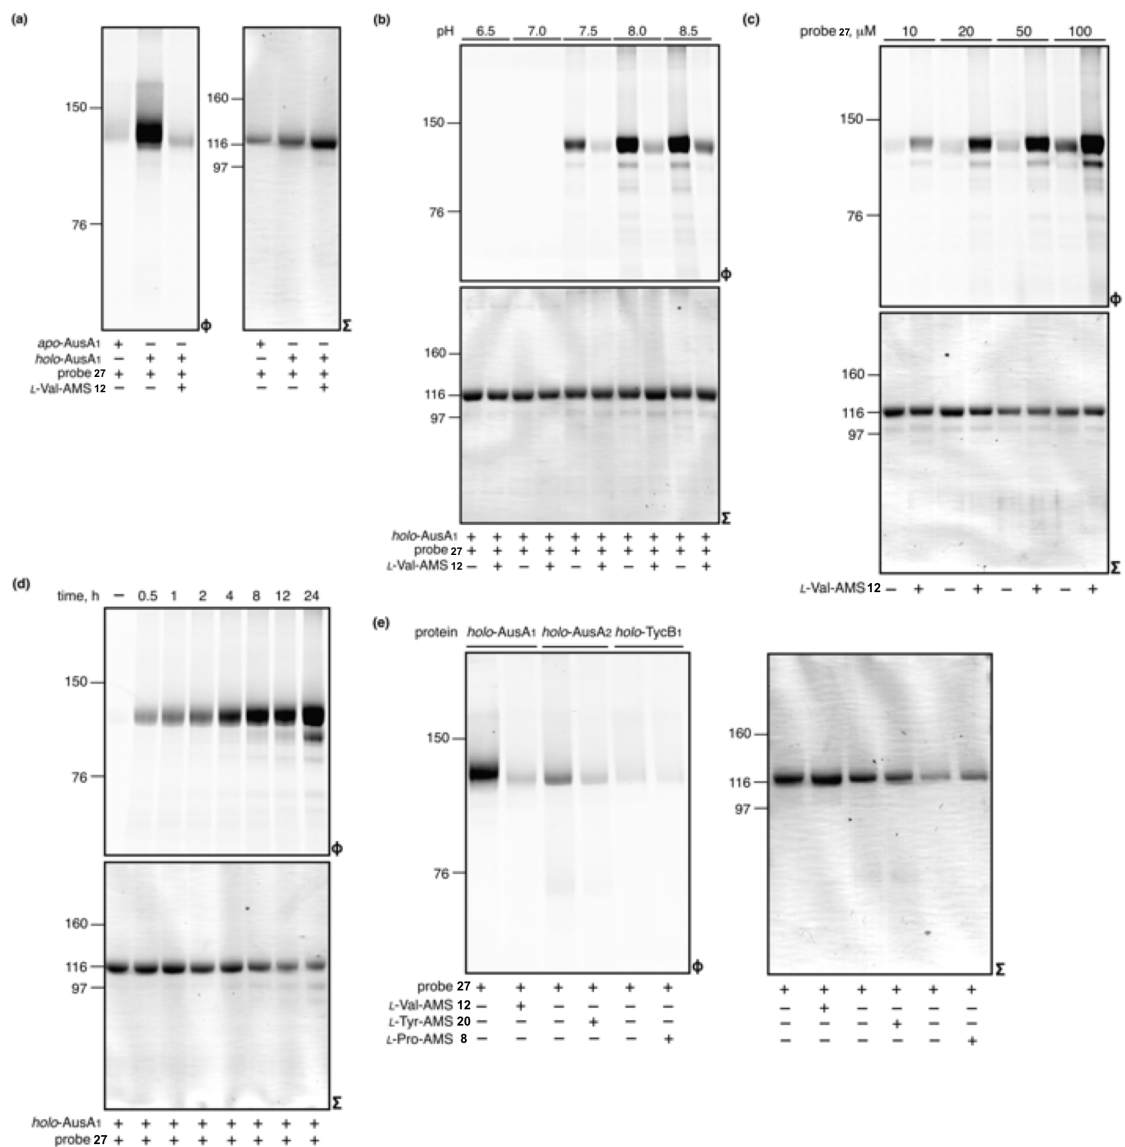 (a)
150
76
Φ
160
116
97
Σ
apo-AusA1 + – – + – –
holo-AusA1 – + + – + +
probe 27 + + + + + +
L-Val-AMS 12 – – + – – +
(b)
pH 6.5 7.0 7.5 8.0 8.5
150
76
Φ
160
116
97
Σ
holo-AusA1 + + + + + + + + + +
probe 27 + + + + + + + + + +
L-Val-AMS 12 – + – + – + – + – +
(c)
probe 27, µM 10 20 50 100
150
76
Φ
160
116
97
Σ
L-Val-AMS 12 – + – + – + – +
(d)
time, h – 0.5 1 2 4 8 12 24
150
76
Φ
160
116
97
Σ
holo-AusA1 + + + + + + + +
probe 27 + + + + + + + +
(e)
protein holo-AusA1 holo-AusA2 holo-TycB1
150
76
Φ
160
116
97
Σ
probe 27 + + + + + + + + + + + +
L-Val-AMS 12 – + – – – – – + – – – –
L-Tyr-AMS 20 – – – + – – – – – + – –
L-Pro-AMS 8 – – – – – + – – – – – +